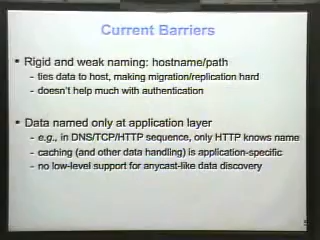 Current Barriers
• Rigid and weak naming: hostname/path
- ties data to host, making migration/replication hard
- doesn't help much with authentication
• Data named only at application layer
- e.g., in DNS/TCP/HTTP sequence, only HTTP knows name
- caching (and other data handling) is application-specific
- no low-level support for anycast-like data discovery